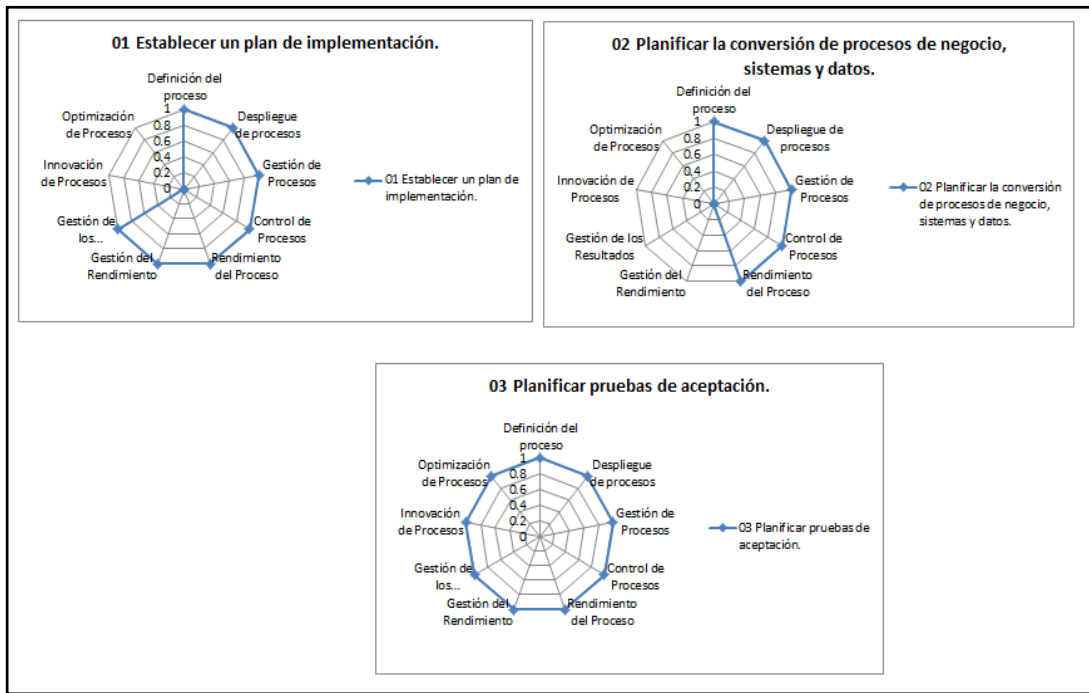 01 Establecer un plan de implementación.
Definición del
proceso
Despliegue
de procesos
Gestión de
Procesos
Control de
Procesos
Rendimiento
del Proceso
Gestión del
Rendimiento
Gestión de
los...
Innovación
de Procesos
Optimización
de Procesos
1
0.8
0.6
0.4
0.2
0
01 Establecer un plan de
implementación.
02 Planificar la conversión de procesos de negocio,
sistemas y datos.
Definición del
proceso
Despliegue de
procesos
Gestión de
Procesos
Control de
Procesos
Rendimiento
del Proceso
Gestión del
Rendimiento
Gestión de los
Resultados
Innovación de
Procesos
Optimización
de Procesos
1
0.8
0.6
0.4
0.2
0
02 Planificar la conversión
de procesos de negocio,
sistemas y datos.
03 Planificar pruebas de aceptación.
Definición del
proceso
Despliegue
de procesos
Gestión de
Procesos
Control de
Procesos
Rendimiento
del Proceso
Gestión del
Rendimiento
Gestión de
los...
Innovación
de Procesos
Optimización
de Procesos
1
0.8
0.6
0.4
0.2
0
03 Planificar pruebas de
aceptación.